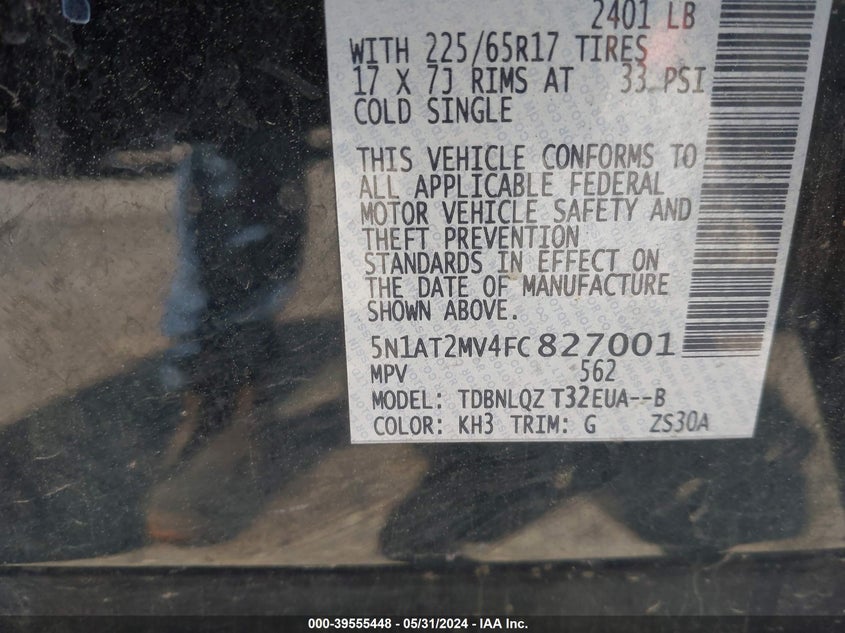 2401 LB
WITH 225/65R17 TIRES
17 X 7J RIMS AT 33 PSI
COLD SINGLE
THIS VEHICLE CONFORMS TO
ALL APPLICABLE FEDERAL
MOTOR VEHICLE SAFETY AND
THEFT PREVENTION
STANDARDS IN EFFECT ON
THE DATE OF MANUFACTURE
SHOWN ABOVE.
5N1AT2MV4FC827001
MPV 562
MODEL: TDBNLQZ T32EUA--B
COLOR: KH3 TRIM: G ZS30A
000-39555448 - 05/31/2024 - IAA Inc.